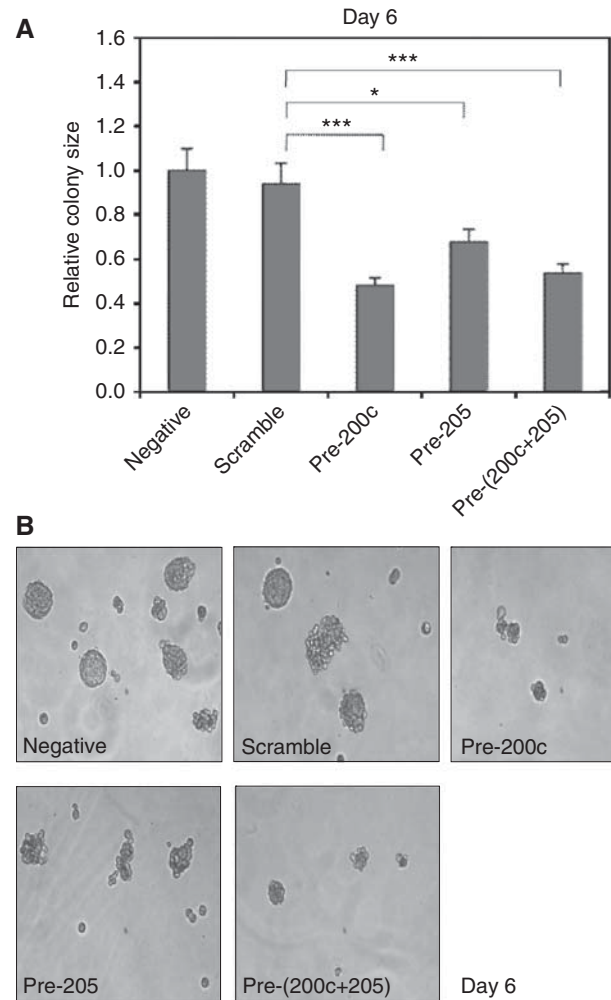 A
Day 6
Relative colony size
1.6
1.4
1.2
1.0
0.8
0.6
0.4
0.2
0.0
***
*
***
Negative
Scramble
Pre-200c
Pre-205
Pre-(200c+205)
B
Negative
Scramble
Pre-200c
Pre-205
Pre-(200c+205)
Day 6